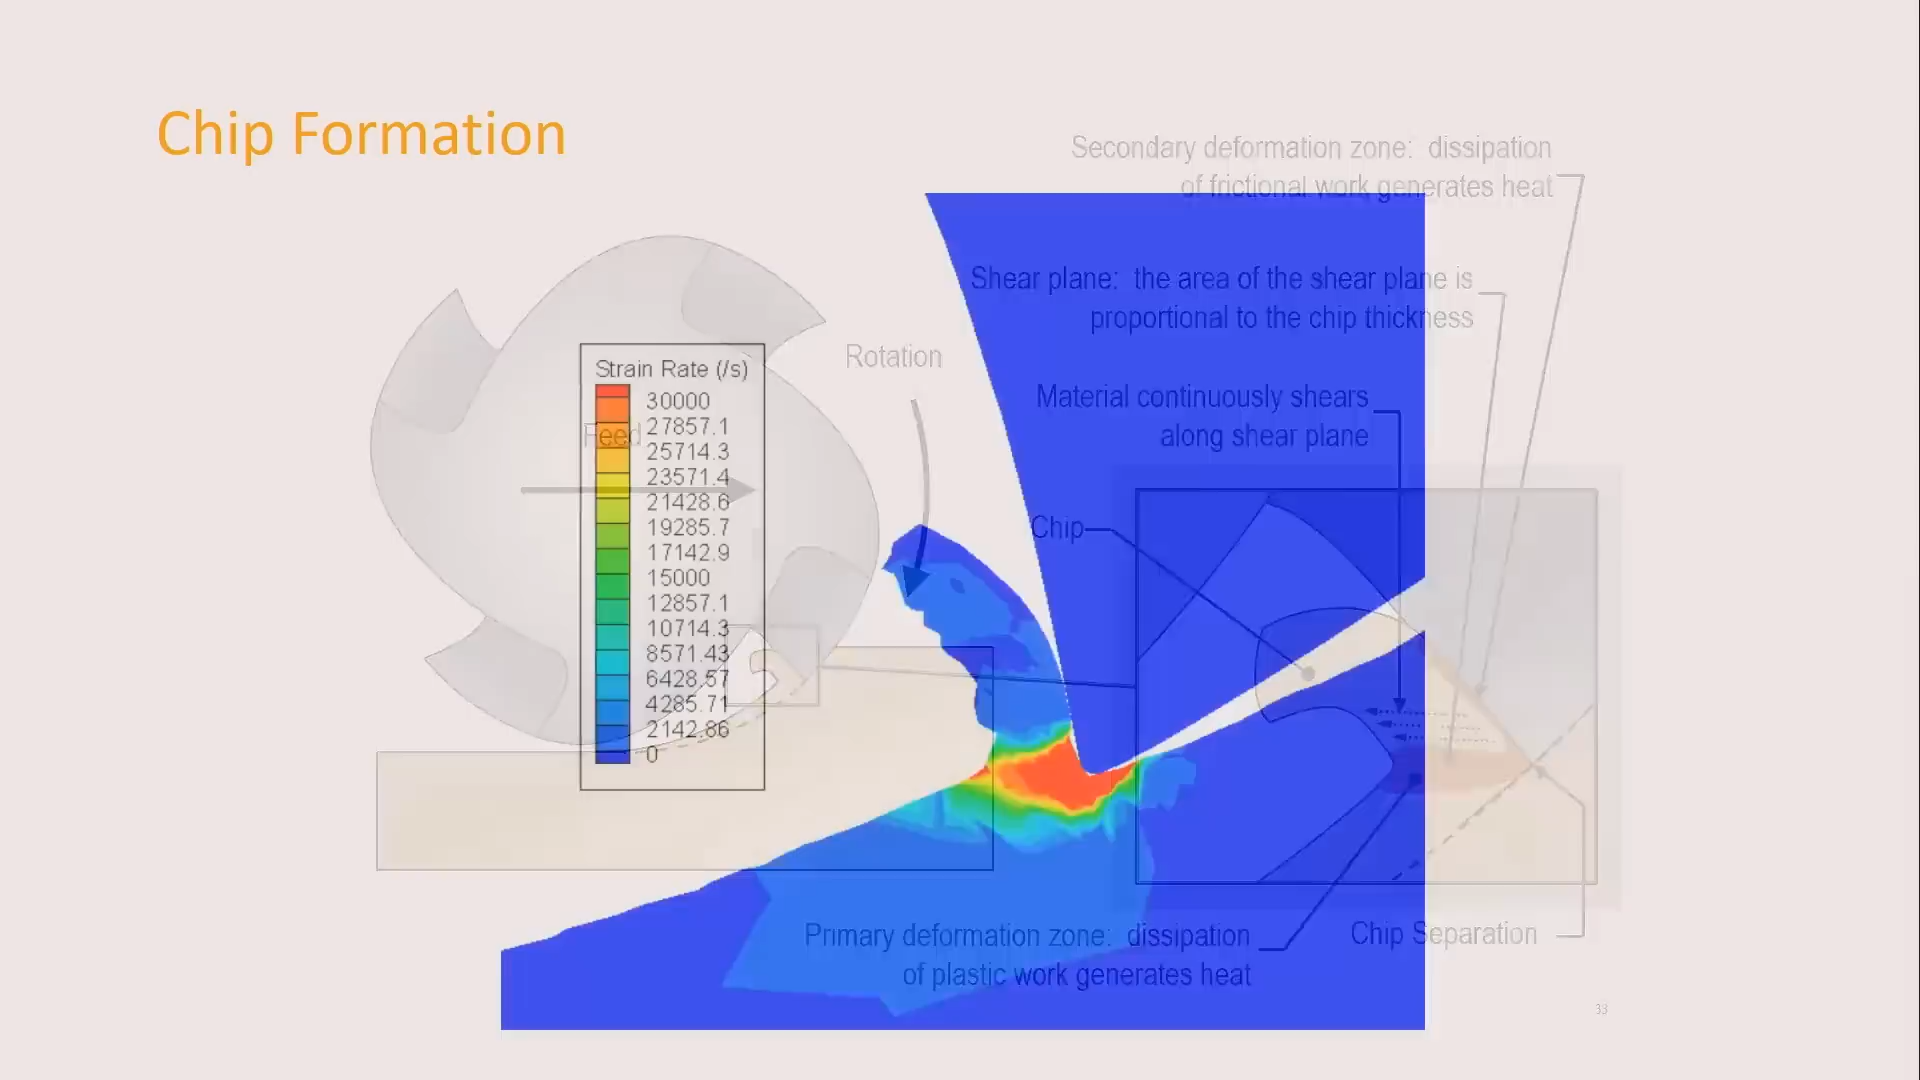 Chip Formation
Secondary deformation zone: dissipation
of frictional work generates heat
Shear plane: the area of the shear plane is
proportional to the chip thickness
Rotation
Strain Rate (/s)
30000
27857.1
25714.3
23571.4
21428.6
19285.7
17142.9
15000
12857.1
10714.3
8571.43
6428.57
4285.71
2142.86
0
Feed
Material continuously shears
along shear plane
Chip
Primary deformation zone: dissipation
of plastic work generates heat
Chip Separation
33